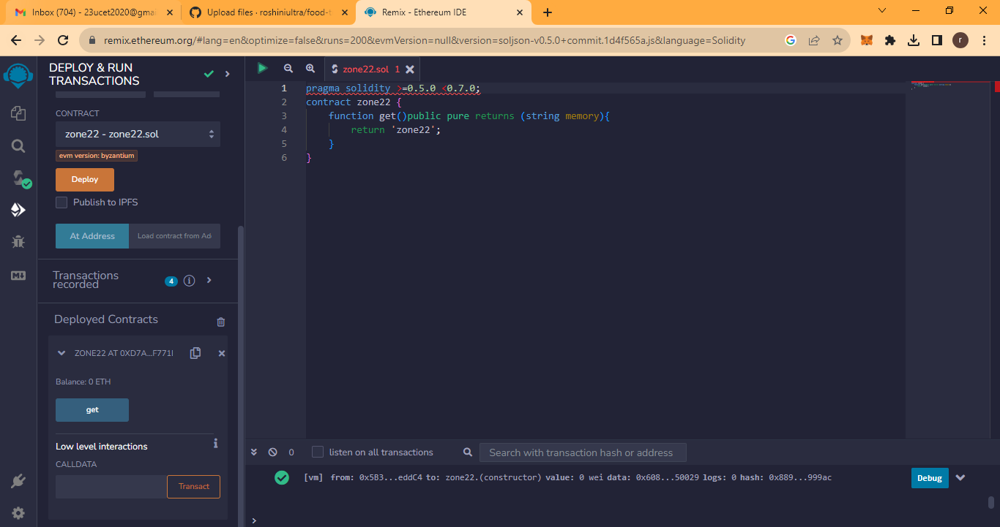 Inbox (704) - 23ucet2020@gmai
Upload files · roshiniultra/food-t
Remix - Ethereum IDE
remix.ethereum.org/#lang=en&optimize=false&runs=200&evmVersion=null&version=soljson-v0.5.0+commit.1d4f565a.js&language=Solidity
r
DEPLOY & RUN
TRANSACTIONS
CONTRACT
zone22 - zone22.sol
evm version: byzantium
Deploy
Publish to IPFS
At Address
Load contract from Add
Transactions
recorded
4
Deployed Contracts
ZONE22 AT 0XD7A...F771I
Balance: 0 ETH
get
Low level interactions
CALLDATA
Transact
zone22.sol 1
1 pragma solidity >=0.5.0 <0.7.0;
2 contract zone22 {
3 function get()public pure returns (string memory){
4 return 'zone22';
5 }
6 }
0
listen on all transactions
Search with transaction hash or address
[vm] from: 0x5B3...eddC4 to: zone22.(constructor) value: 0 wei data: 0x608...50029 logs: 0 hash: 0x889...999ac
Debug
>